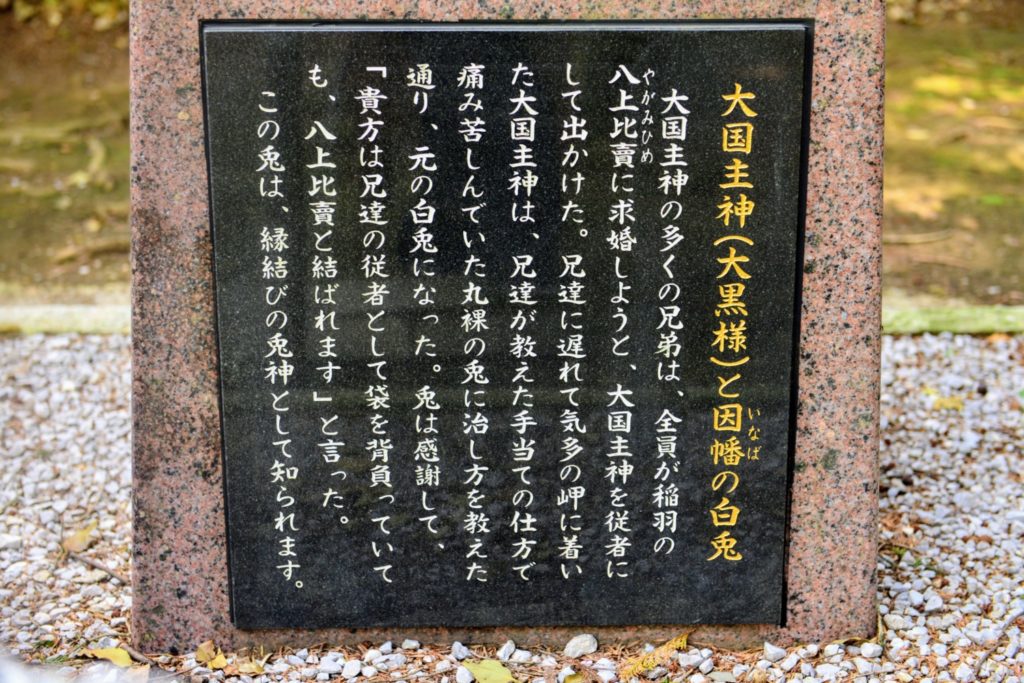 大国主神(大黒様)と因幡の白兎
いなば
大国主神の多くの兄弟は、全員が稲羽の
八上比賣に求婚しようと、大国主神を従者に
やがみひめ
して出かけた。兄達に遅れて気多の岬に着い
た大国主神は、兄達が教えた手当ての仕方で
痛み苦しんでいた丸裸の兎に治し方を教えた
通り、元の白兎になった。兎は感謝して、
「貴方は兄達の従者として袋を背負っていて
も、八上比賣と結ばれます」と言った。
この兎は、縁結びの兎神として知られます。